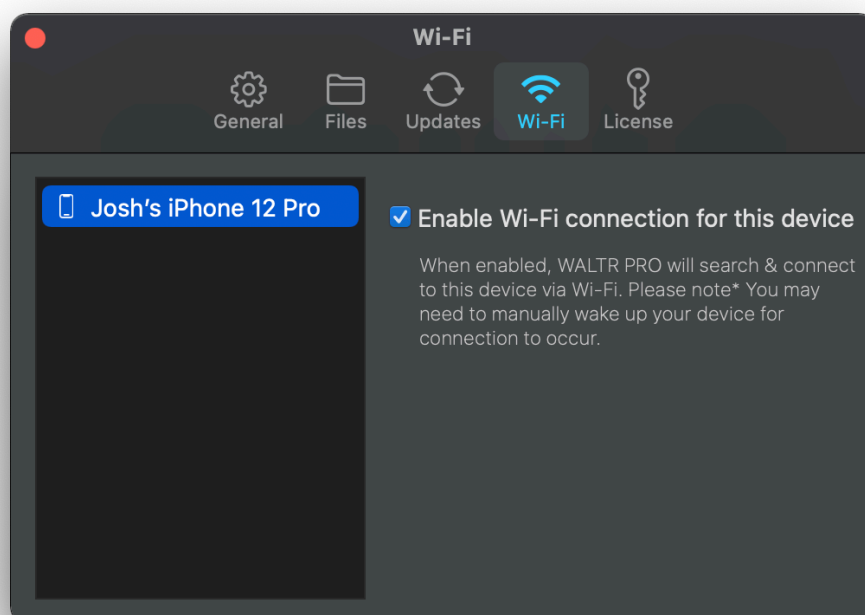 Wi-Fi
General Files Updates Wi-Fi License
Josh's iPhone 12 Pro
Enable Wi-Fi connection for this device
When enabled, WALTR PRO will search & connect
to this device via Wi-Fi. Please note* You may
need to manually wake up your device for
connection to occur.